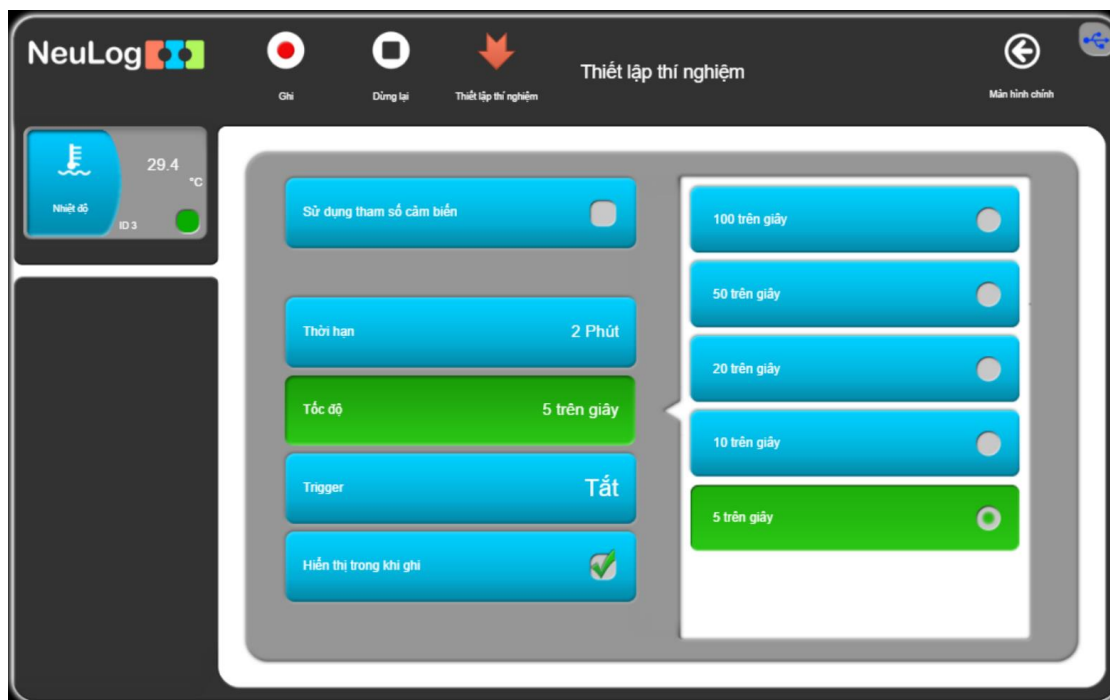 NeuLog
Ghi
Dừng lại
Thiết lập thí nghiệm
Thiết lập thí nghiệm
Màn hình chính
29.4
°C
Nhiệt độ
ID 3
Sử dụng tham số cảm biến
Thời hạn 2 Phút
Tốc độ 5 trên giây
Trigger Tắt
Hiển thị trong khi ghi
100 trên giây
50 trên giây
20 trên giây
10 trên giây
5 trên giây